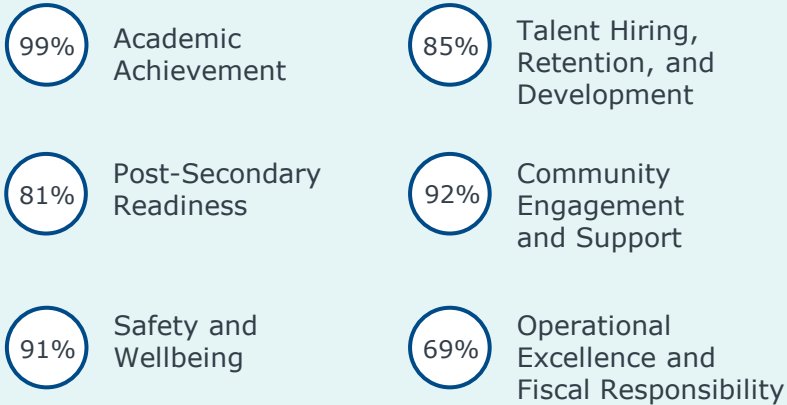 99%
Academic
Achievement
85%
Talent Hiring,
Retention, and
Development
81%
Post-Secondary
Readiness
92%
Community
Engagement
and Support
91%
Safety and
Wellbeing
69%
Operational
Excellence and
Fiscal Responsibility